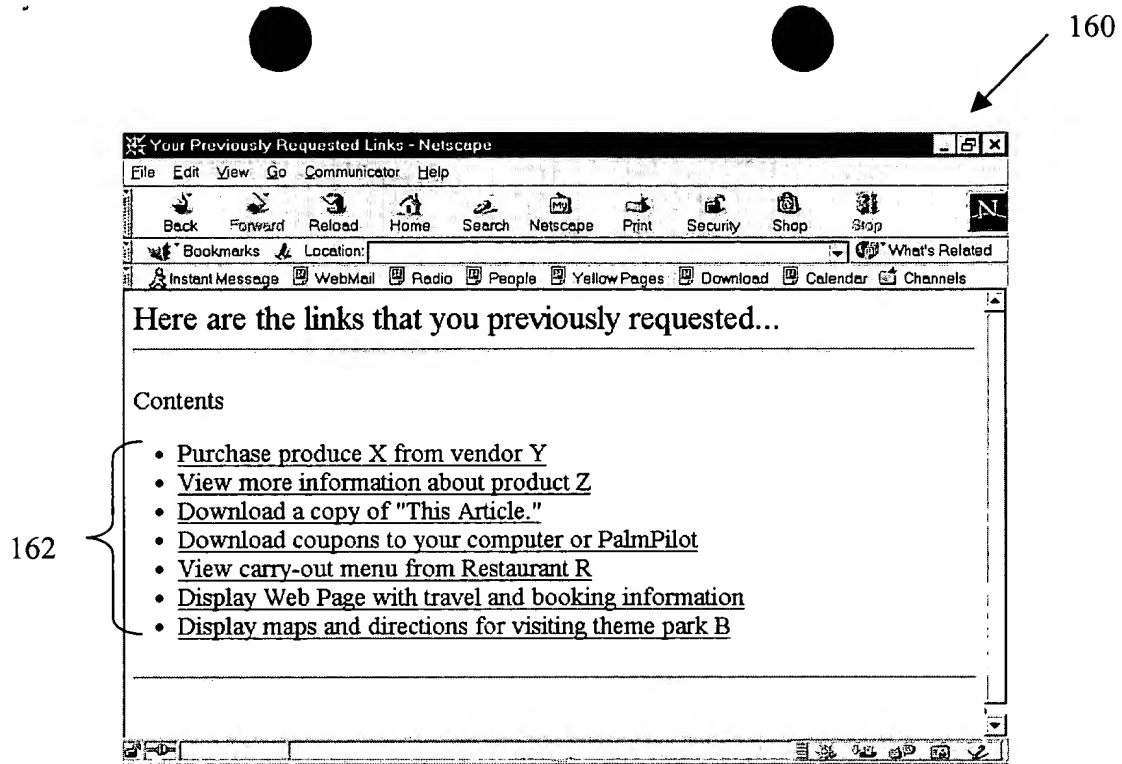 160
Your Previously Requested Links - Netscape
File Edit View Go Communicator Help
Back Forward Reload Home Search Netscape Print Security Shop Stop
Bookmarks Location: What's Related
Instant Message WebMail Radio People Yellow Pages Download Calendar Channels
Here are the links that you previously requested...
Contents
• Purchase produce X from vendor Y
• View more information about product Z
• Download a copy of "This Article."
• Download coupons to your computer or PalmPilot
• View carry-out menu from Restaurant R
• Display Web Page with travel and booking information
• Display maps and directions for visiting theme park B
162